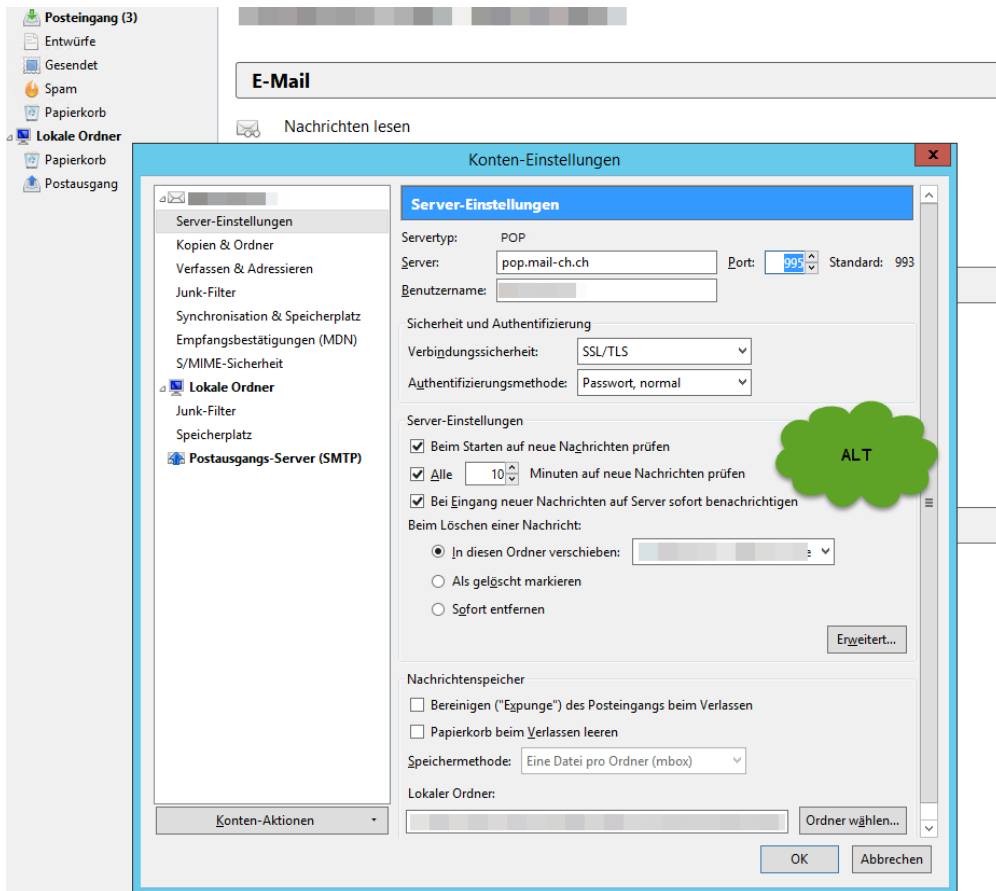 Posteingang (3)
Entwürfe
Gesendet
Spam
Papierkorb
Lokale Ordner
Papierkorb
Postausgang
E-Mail
Nachrichten lesen
Konten-Einstellungen
Server-Einstellungen
Kopien & Ordner
Verfassen & Adressieren
Junk-Filter
Synchronisation & Speicherplatz
Empfangsbestätigungen (MDN)
S/MIME-Sicherheit
Lokale Ordner
Junk-Filter
Speicherplatz
Postausgangs-Server (SMTP)
Konten-Aktionen
Server-Einstellungen
Servertyp: POP
Server: pop.mail-ch.ch Port: 995 Standard: 993
Benutzername:
Sicherheit und Authentifizierung
Verbindungssicherheit: SSL/TLS
Authentifizierungsmethode: Passwort, normal
Server-Einstellungen
Beim Starten auf neue Nachrichten prüfen
Alle 10 Minuten auf neue Nachrichten prüfen
Bei Eingang neuer Nachrichten auf Server sofort benachrichtigen
ALT
Beim Löschen einer Nachricht:
In diesen Ordner verschieben:
Als gelöscht markieren
Sofort entfernen
Erweitert...
Nachrichtenspeicher
Bereinigen ("Expunge") des Posteingangs beim Verlassen
Papierkorb beim Verlassen leeren
Speichermethode: Eine Datei pro Ordner (mbox)
Lokaler Ordner:
Ordner wählen...
OK Abbrechen